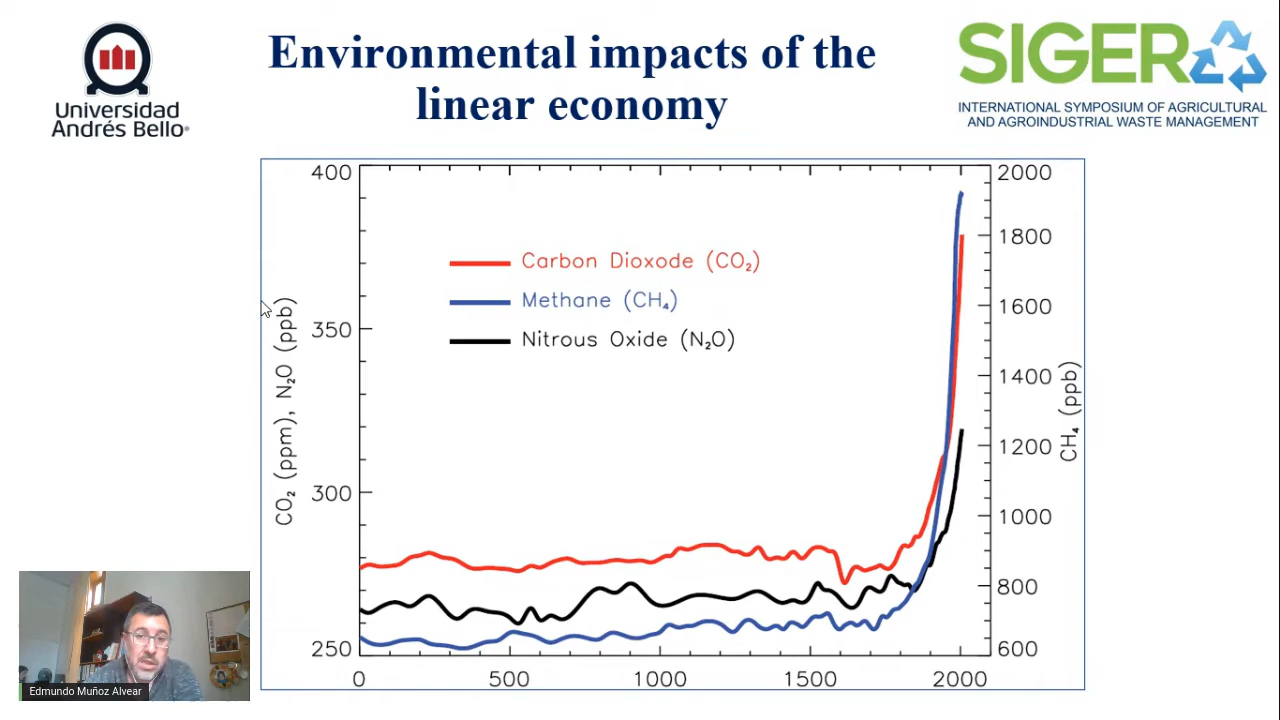 Universidad
Andrés Bello®
Environmental impacts of the
linear economy
SIGER
INTERNATIONAL SYMPOSIUM OF AGRICULTURAL
AND AGROINDUSTRIAL WASTE MANAGEMENT
400
350
300
250
CO₂ (ppm), N₂O (ppb)
Carbon Dioxode (CO₂)
Methane (CH₄)
Nitrous Oxide (N₂O)
2000
1800
1600
1400
1200
1000
800
600
CH₄ (ppb)
0 500 1000 1500 2000
Edmundo Muñoz Alvear